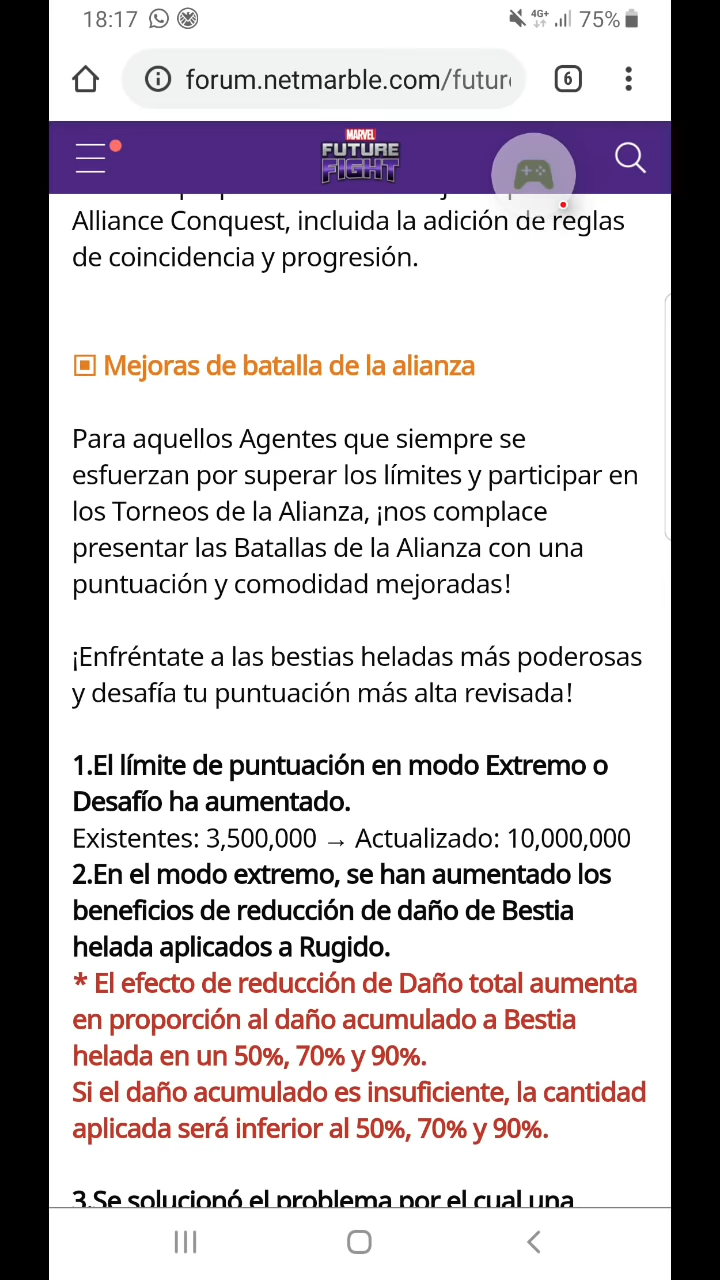 18:17
4G+
75%
forum.netmarble.com/futur
6
MARVEL
FUTURE
FIGHT
Alliance Conquest, incluida la adición de reglas
de coincidencia y progresión.
Mejoras de batalla de la alianza
Para aquellos Agentes que siempre se
esfuerzan por superar los límites y participar en
los Torneos de la Alianza, ¡nos complace
presentar las Batallas de la Alianza con una
puntuación y comodidad mejoradas!
¡Enfréntate a las bestias heladas más poderosas
y desafía tu puntuación más alta revisada!
1.El límite de puntuación en modo Extremo o
Desafío ha aumentado.
Existentes: 3,500,000 → Actualizado: 10,000,000
2.En el modo extremo, se han aumentado los
beneficios de reducción de daño de Bestia
helada aplicados a Rugido.
* El efecto de reducción de Daño total aumenta
en proporción al daño acumulado a Bestia
helada en un 50%, 70% y 90%.
Si el daño acumulado es insuficiente, la cantidad
aplicada será inferior al 50%, 70% y 90%.
3.Se solucionó el problema por el cual una